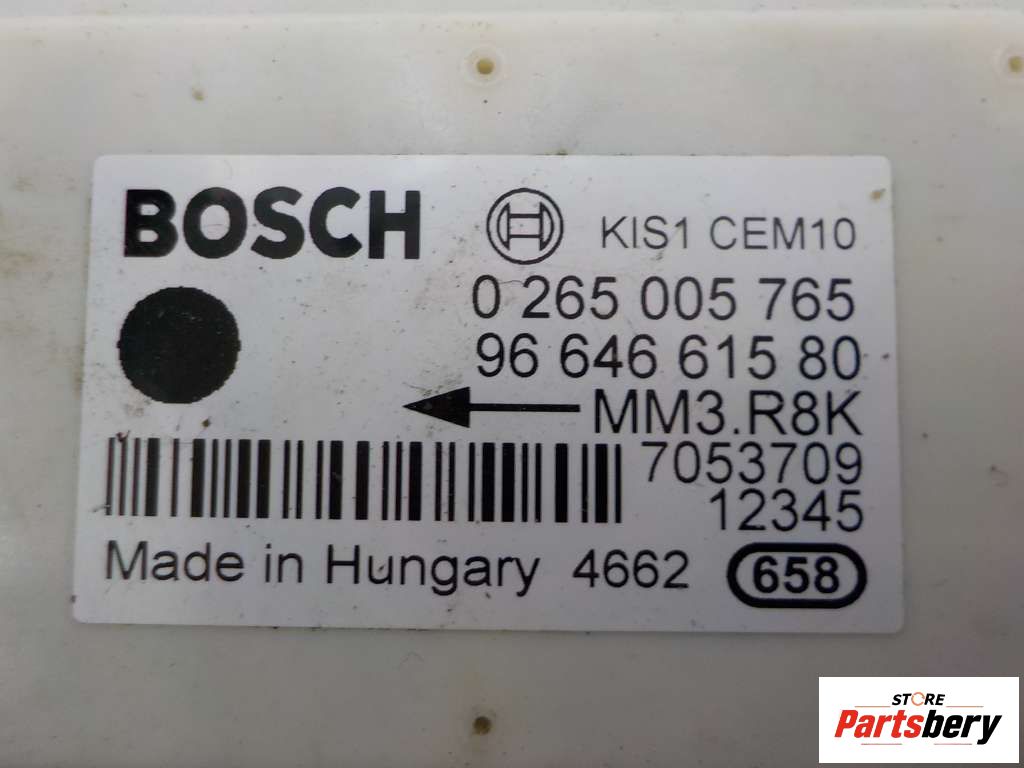 BOSCH KIS1 CEM10
0 265 005 765
96 646 615 80
MM3.R8K
7053709
12345
Made in Hungary 4662 658
STORE
Partsbery